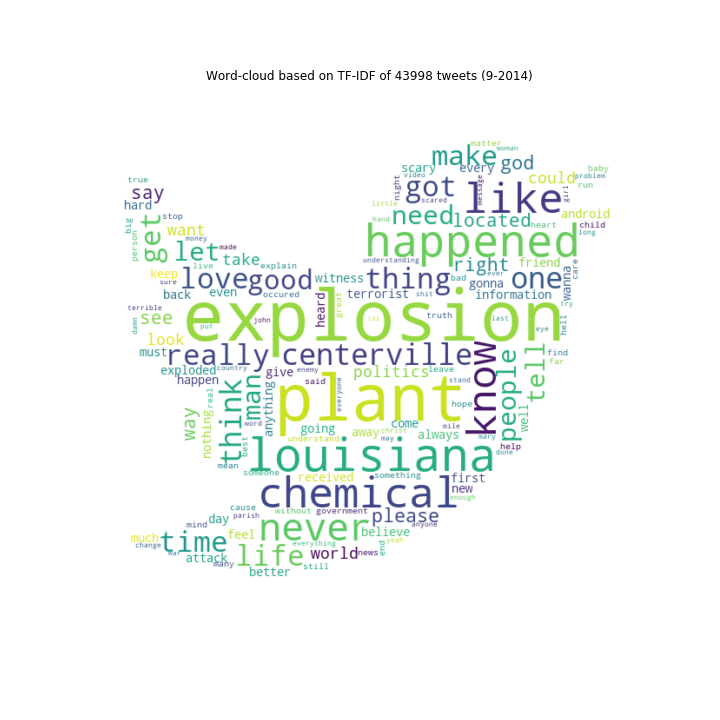 Word-cloud based on TF-IDF of 43998 tweets (9-2014)
matter
woman
make
scary every god
video
true
night scared message could baby
problem
run
say
got like girl
hard
little
big person get stop
hand
need located heart android
child
long
want
money
happened
let made
live take explain
understanding
right friend care
keep
sure
love good witness thing bad gonna one wanna
back even occured
heard great terrorist shit information
try
terrible
damn see put
explosion
john
isi
truth last eye hell
look
must
really centerville know
find
far
exploded
country
give enemy politics leave people tell
happen
plant
said everyone stand
way nothing real think man anything
hope well
word
best
going come
away christ always
understand may mary
mile
done
help
mean
louisiana
someone
received something first
chemical
new
enough
cause
parish
without government please
day
mind
never
anyone
much
change
time
war
feel
believe
everything
end yeah
attack
many
life world news
better still